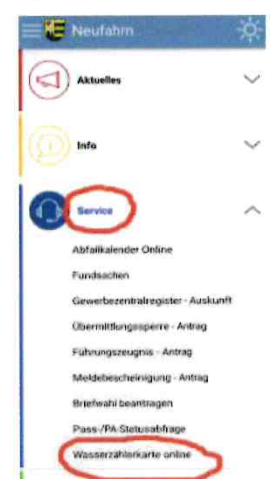 Neufahrn
Aktuelles
Info
Service
Abfallkalender Online
Fundsachen
Gewerbezentralregister - Auskunft
Übermittlungssperre - Antrag
Führungszeugnis - Antrag
Meldebescheinigung - Antrag
Briefwahl beantragen
Pass-/PA-Statusabfrage
Wasserzählerkarte online